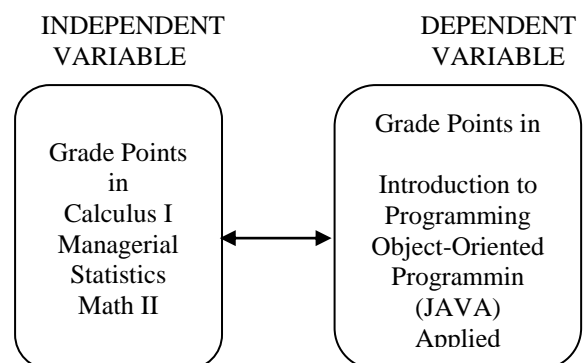 INDEPENDENT
VARIABLE
Grade Points
in
Calculus I
Managerial
Statistics
Math II
DEPENDENT
VARIABLE
Grade Points in
Introduction to
Programming
Object-Oriented
Programmin
(JAVA)
Applied